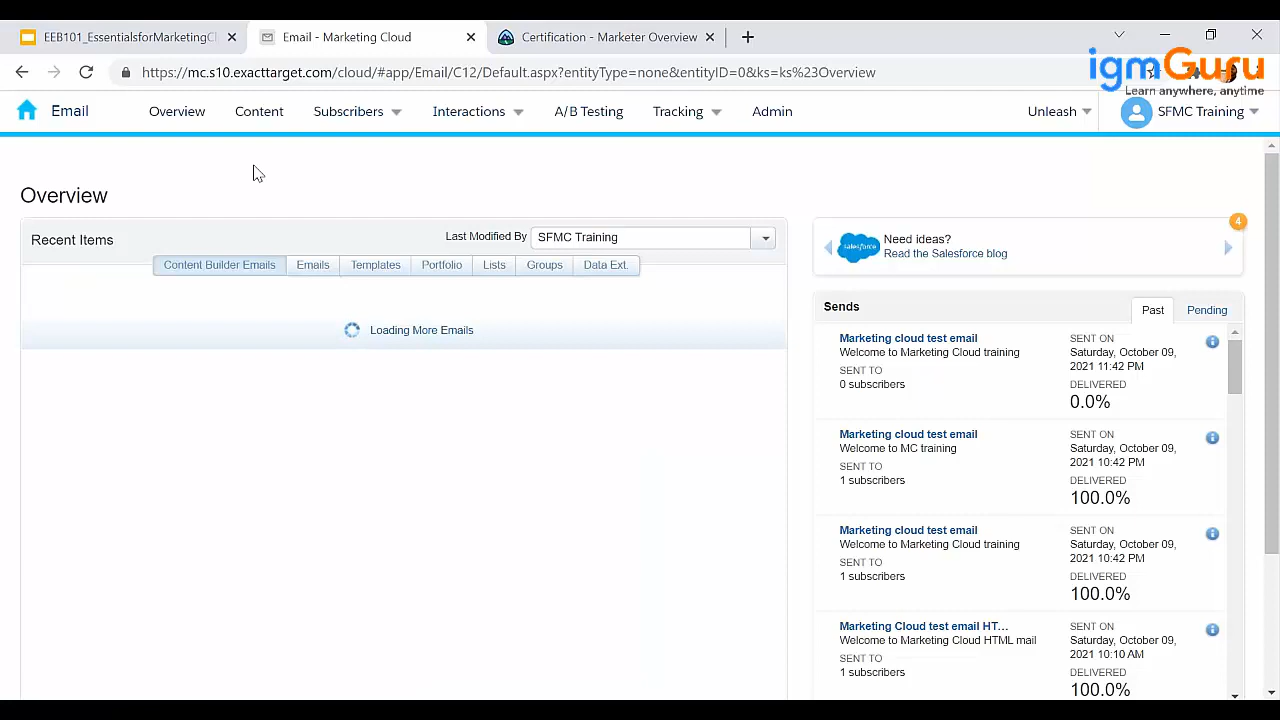 EEB101_EssentialsforMarketingCl
Email - Marketing Cloud
Certification - Marketer Overview
https://mc.s10.exacttarget.com/cloud/#app/Email/C12/Default.aspx?entityType=none&entityID=0&ks=ks%23Overview
igmGuru
Learn anywhere, anytime
Email
Overview
Content
Subscribers
Interactions
A/B Testing
Tracking
Admin
Unleash
SFMC Training
Overview
Recent Items
Last Modified By
SFMC Training
Content Builder Emails
Emails
Templates
Portfolio
Lists
Groups
Data Ext.
Loading More Emails
4
salesforce
Need ideas?
Read the Salesforce blog
Sends
Past
Pending
Marketing cloud test email
Welcome to Marketing Cloud training
SENT TO
0 subscribers
SENT ON
Saturday, October 09,
2021 11:42 PM
DELIVERED
0.0%
Marketing cloud test email
Welcome to MC training
SENT TO
1 subscribers
SENT ON
Saturday, October 09,
2021 10:42 PM
DELIVERED
100.0%
Marketing cloud test email
Welcome to Marketing Cloud training
SENT TO
1 subscribers
SENT ON
Saturday, October 09,
2021 10:42 PM
DELIVERED
100.0%
Marketing Cloud test email HT...
Welcome to Marketing Cloud HTML mail
SENT TO
1 subscribers
SENT ON
Saturday, October 09,
2021 10:10 AM
DELIVERED
100.0%